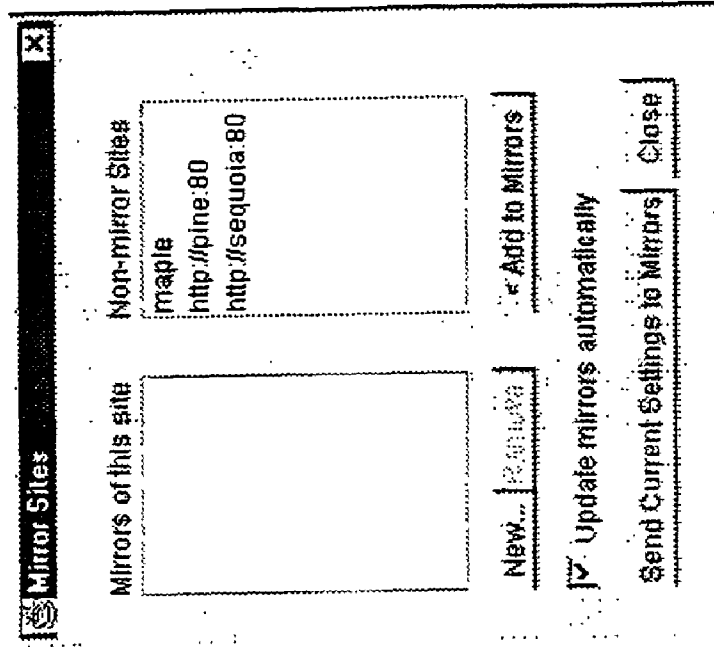 Mirror Sites
Mirrors of this site
Non-mirror Sites
maple
http://pine:80
http://sequoia:80
New... Remove
< Add to Mirrors
Update mirrors automatically
Send Current Settings to Mirrors Close